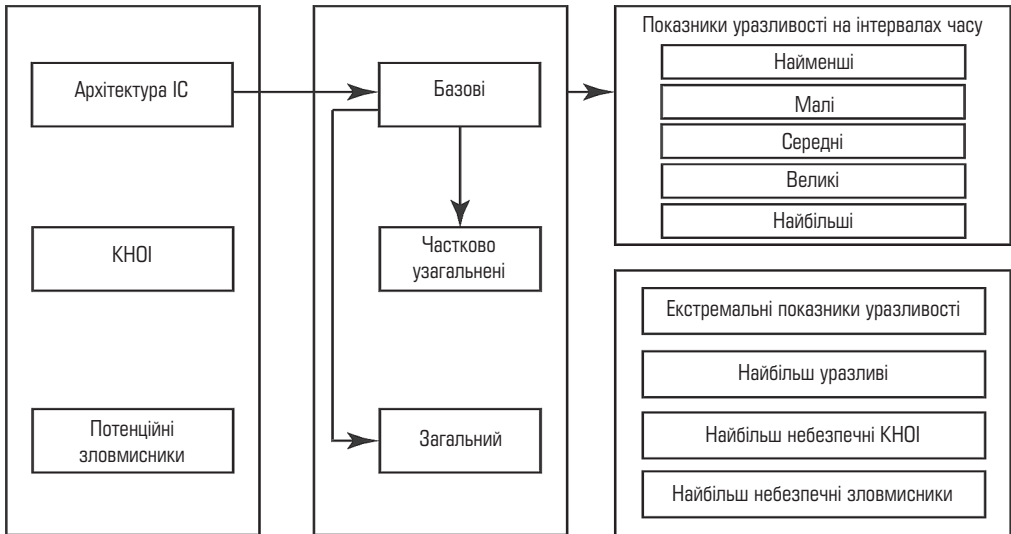 Архітектура ІС
КНОІ
Потенційні
зловмисники
Базові
Частково
узагальнені
Загальний
Показники уразливості на інтервалах часу
Найменші
Малі
Середні
Великі
Найбільші
Екстремальні показники уразливості
Найбільш уразливі
Найбільш небезпечні КНОІ
Найбільш небезпечні зловмисники